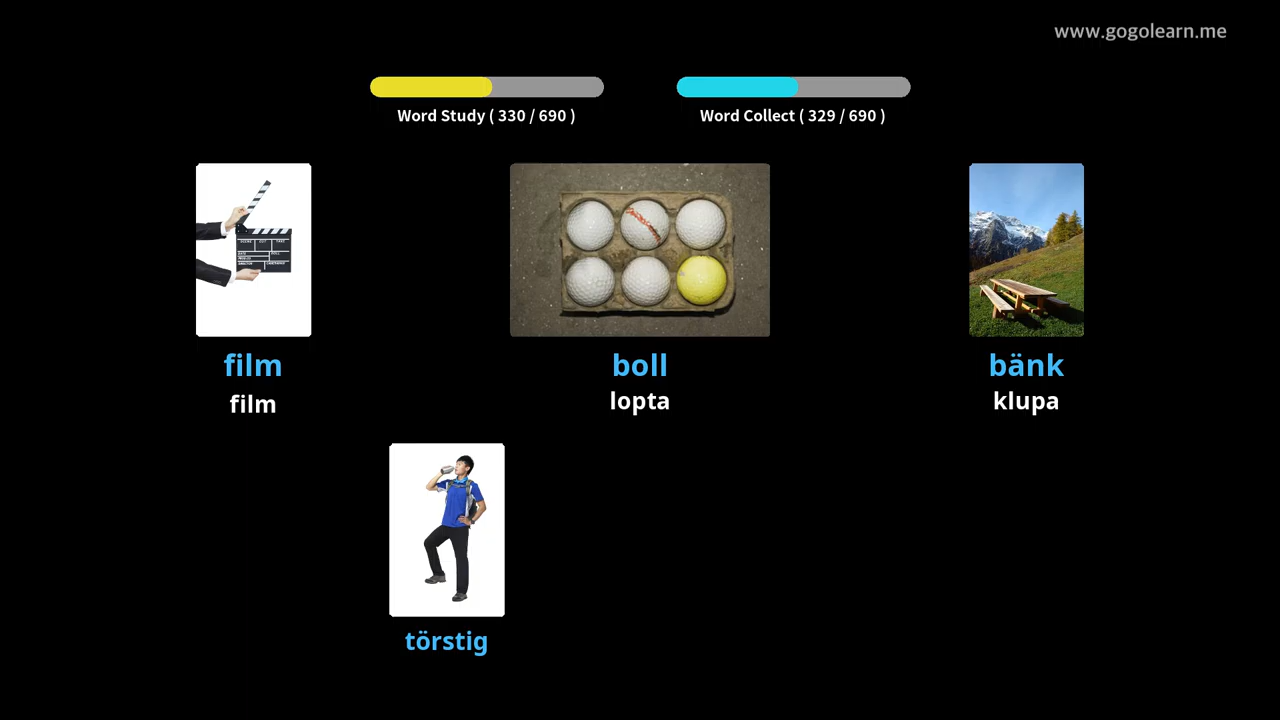 www.gogolearn.me
Word Study ( 330 / 690 )
Word Collect ( 329 / 690 )
film
film
boll
lopta
bänk
klupa
törstig